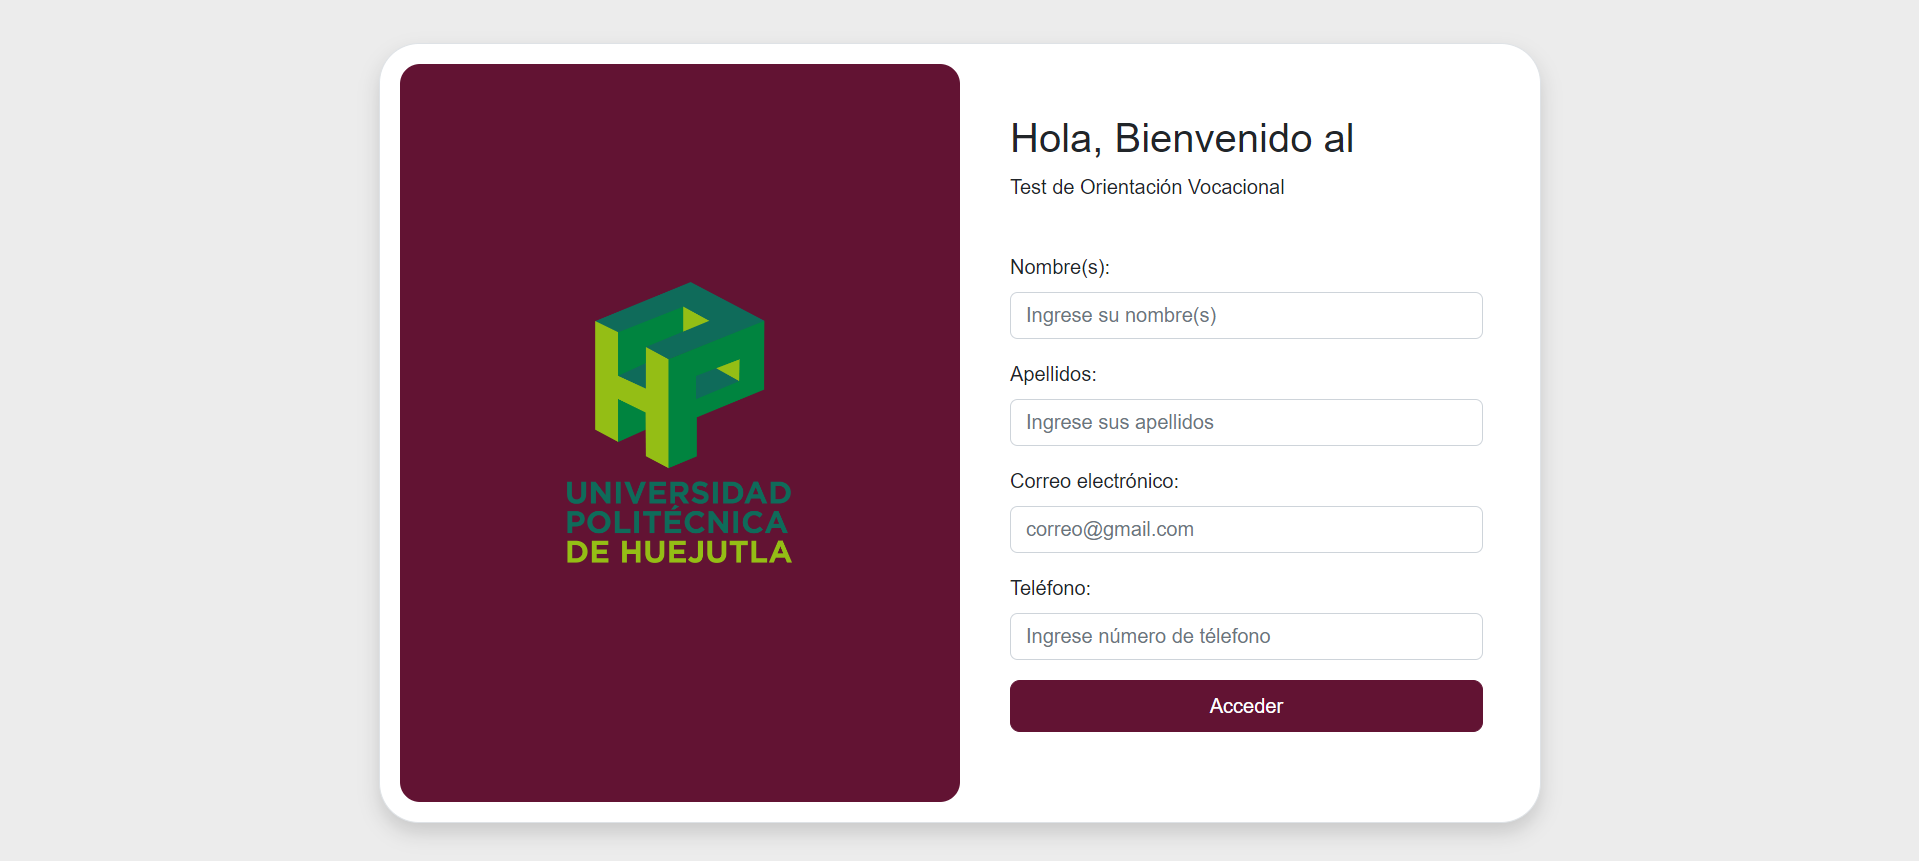 UNIVERSIDAD
POLITÉCNICA
DE HUEJUTLA
Hola, Bienvenido al
Test de Orientación Vocacional
Nombre(s):
Ingrese su nombre(s)
Apellidos:
Ingrese sus apellidos
Correo electrónico:
correo@gmail.com
Teléfono:
Ingrese número de télefono
Acceder